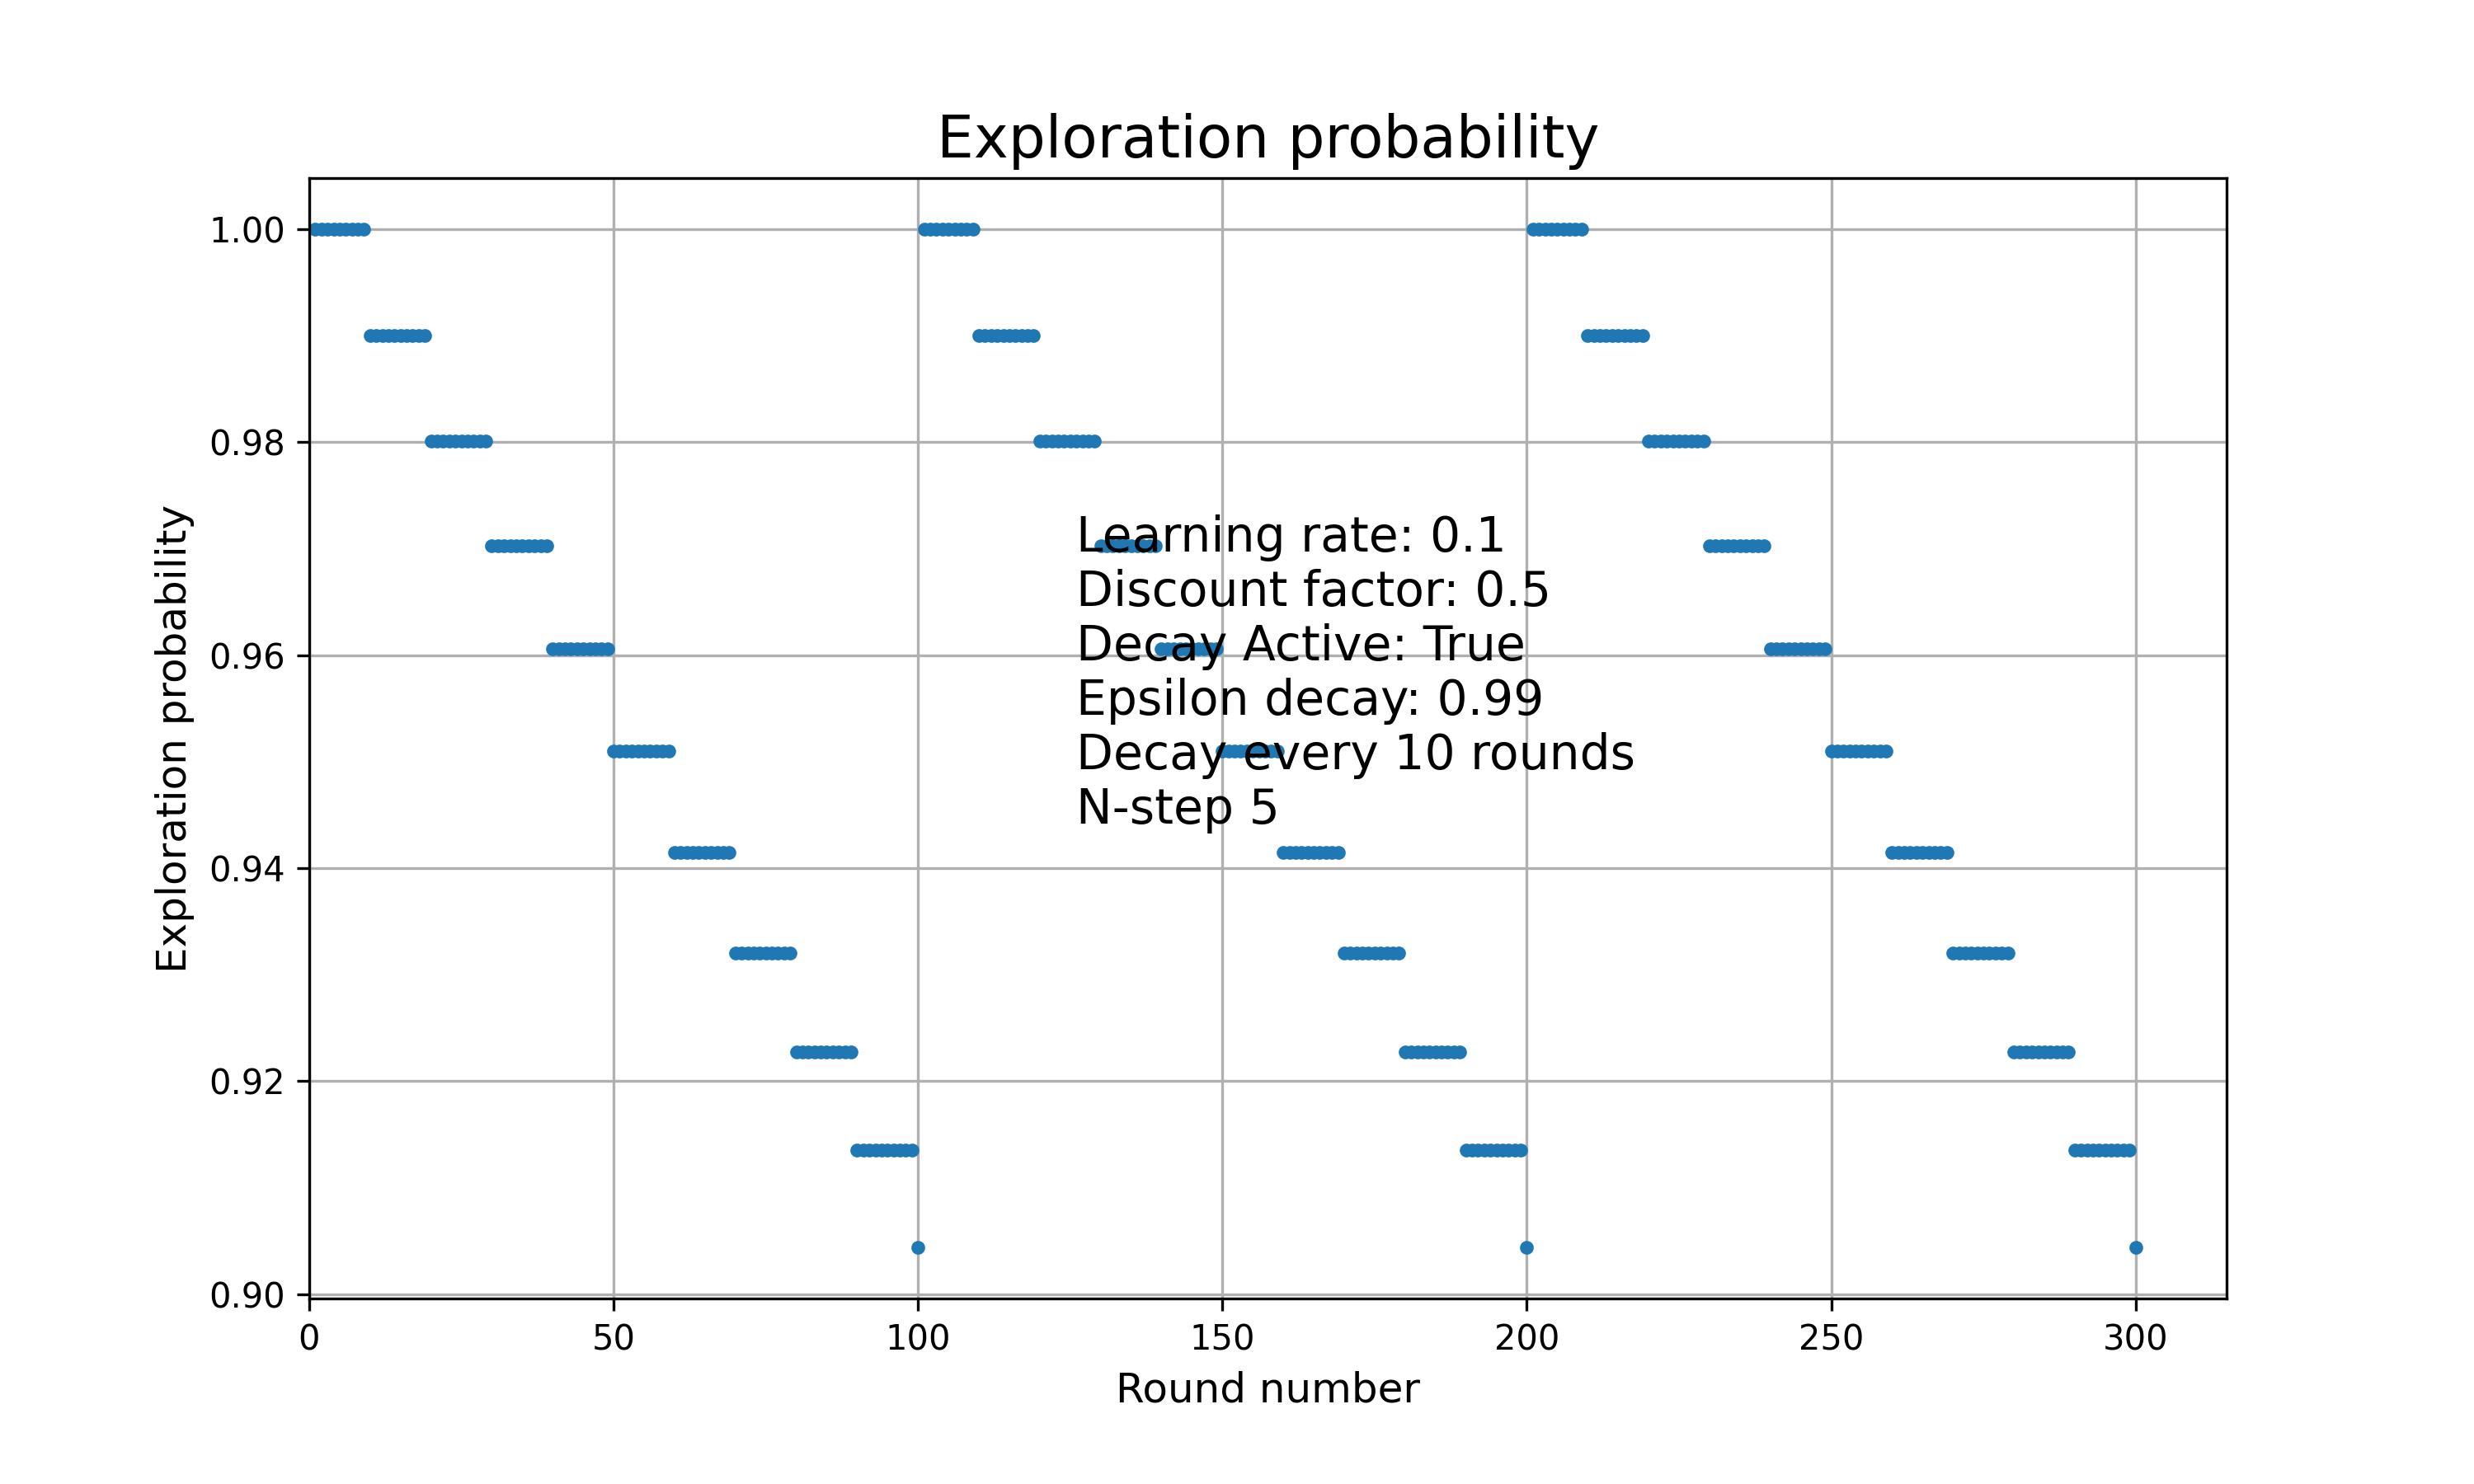 Exploration probability
Exploration probability
1.00
0.98
0.96
0.94
0.92
0.90
Learning rate: 0.1
Discount factor: 0.5
Decay Active: True
Epsilon decay: 0.99
Decay every 10 rounds
N-step 5
0 50 100 150 200 250 300
Round number